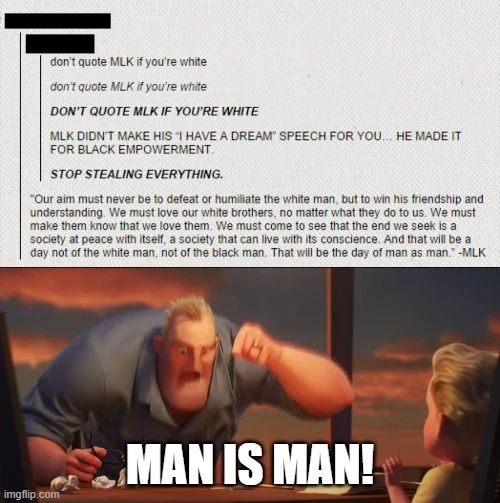 don't quote MLK if you're white
don't quote MLK if you're white
DON'T QUOTE MLK IF YOU'RE WHITE
MLK DIDN'T MAKE HIS “I HAVE A DREAM” SPEECH FOR YOU... HE MADE IT
FOR BLACK EMPOWERMENT.
STOP STEALING EVERYTHING.
"Our aim must never be to defeat or humiliate the white man, but to win his friendship and
understanding. We must love our white brothers, no matter what they do to us. We must
make them know that we love them. We must come to see that the end we seek is a
society at peace with itself, a society that can live with its conscience. And that will be a
day not of the white man, not of the black man. That will be the day of man as man." -MLK
MAN IS MAN!
imgflip.com